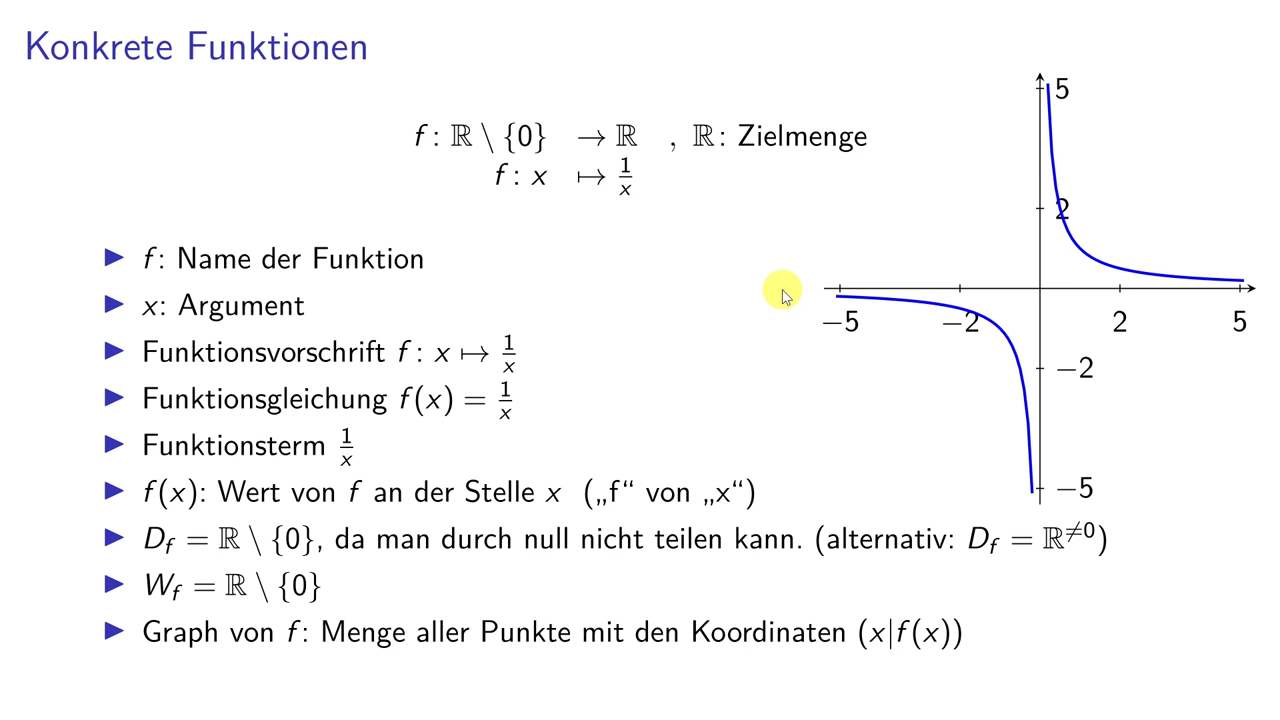 Konkrete Funktionen
f : ℝ \ {0} → ℝ , ℝ: Zielmenge
f : x ↦ 1/x
▶ f : Name der Funktion
▶ x: Argument
▶ Funktionsvorschrift f : x ↦ 1/x
▶ Funktionsgleichung f(x) = 1/x
▶ Funktionsterm 1/x
▶ f(x): Wert von f an der Stelle x („f“ von „x“)
▶ D_f = ℝ \ {0}, da man durch null nicht teilen kann. (alternativ: D_f = ℝ^≠0)
▶ W_f = ℝ \ {0}
▶ Graph von f : Menge aller Punkte mit den Koordinaten (x|f(x))
5
2
−5 −2 2 5
−2
−5